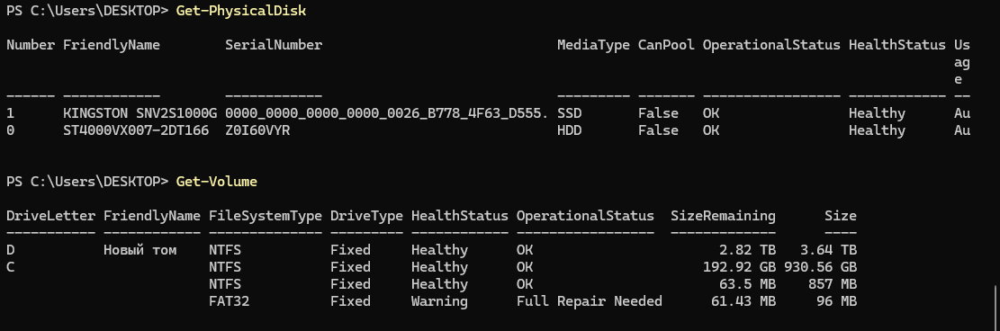 PS C:\Users\DESKTOP> Get-PhysicalDisk
Number FriendlyName SerialNumber MediaType CanPool OperationalStatus HealthStatus Us
ag
e
------ ------------ ------------ --------- ------- ----------------- ------------ --
1 KINGSTON SNV2S1000G 0000_0000_0000_0000_0026_B778_4F63_D555. SSD False OK Healthy Au
0 ST4000VX007-2DT166 Z0I60VYR HDD False OK Healthy Au
PS C:\Users\DESKTOP> Get-Volume
DriveLetter FriendlyName FileSystemType DriveType HealthStatus OperationalStatus SizeRemaining Size
----------- ------------ -------------- --------- ------------ ----------------- ------------- ----
D Новый том NTFS Fixed Healthy OK 2.82 TB 3.64 TB
C NTFS Fixed Healthy OK 192.92 GB 930.56 GB
NTFS Fixed Healthy OK 63.5 MB 857 MB
FAT32 Fixed Warning Full Repair Needed 61.43 MB 96 MB